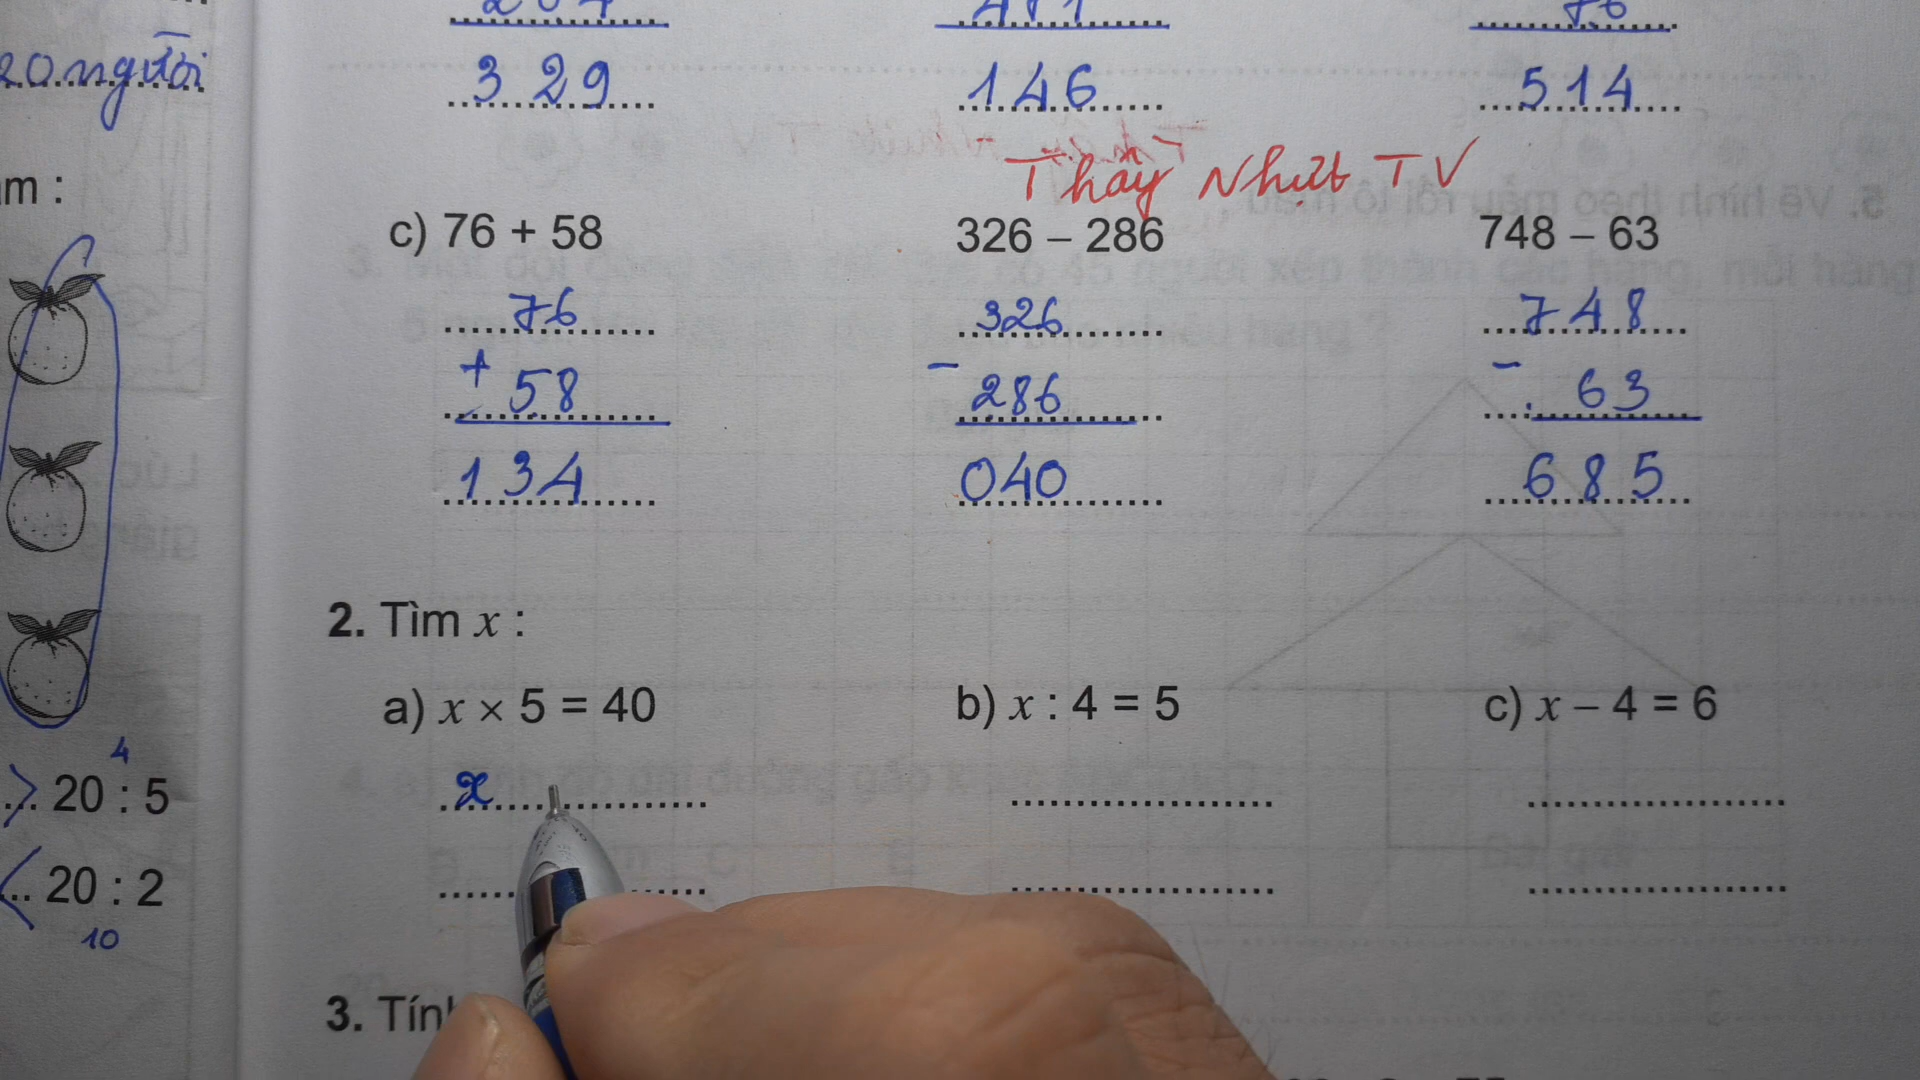 20 người
329 146 514
Thầy Nhựt TV
m :
c) 76 + 58 326 – 286 748 – 63
76 326 748
+ 58 - 286 - 63
134 040 685
2. Tìm x :
a) x × 5 = 40 b) x : 4 = 5 c) x – 4 = 6
4
> 20 : 5
x
< 20 : 2
10
3.